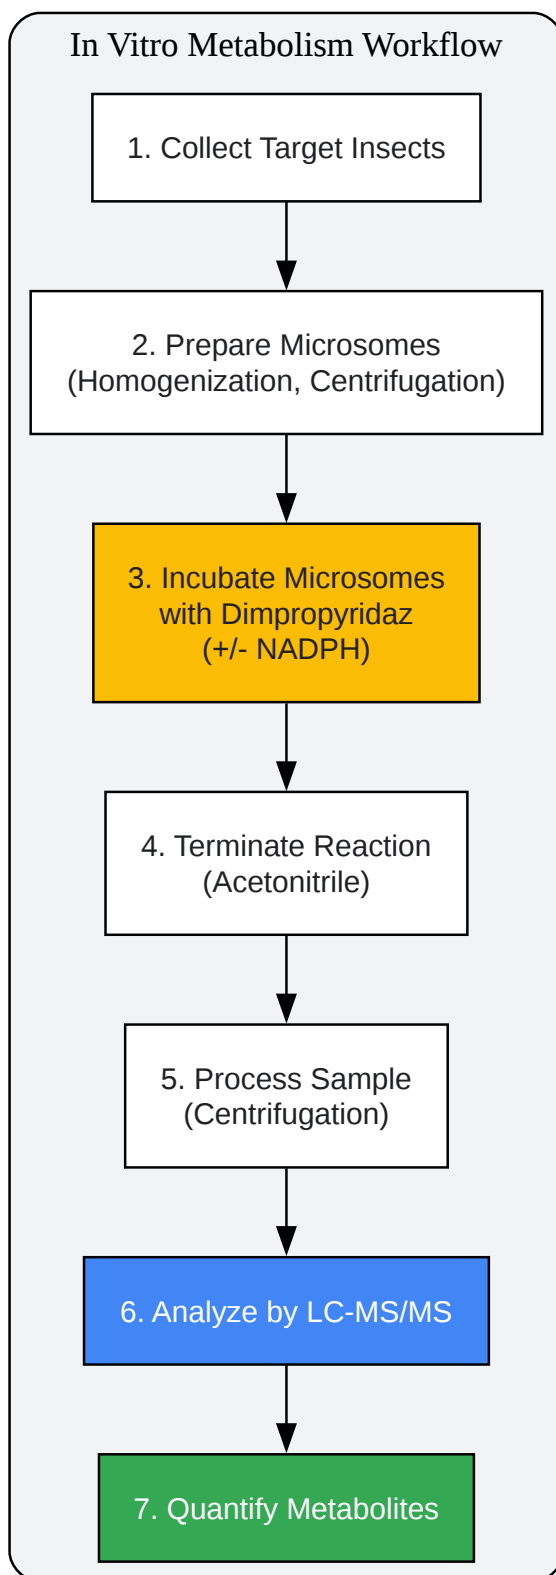 In Vitro Metabolism Workflow
1. Collect Target Insects
2. Prepare Microsomes
(Homogenization, Centrifugation)
3. Incubate Microsomes
with Dimpropyridaz
(+/- NADPH)
4. Terminate Reaction
(Acetonitrile)
5. Process Sample
(Centrifugation)
6. Analyze by LC-MS/MS
7. Quantify Metabolites